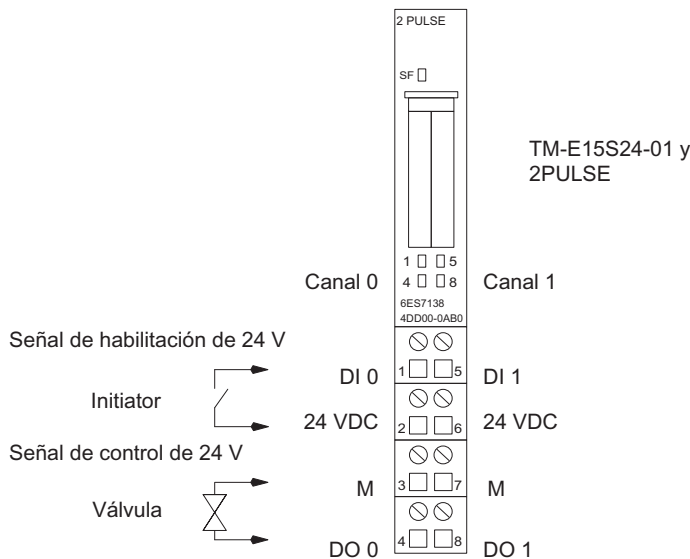 2 PULSE
SF
TM-E15S24-01 y
2PULSE
1 5
Canal 0 4 8 Canal 1
6ES7138
4DD00-0AB0
Señal de habilitación de 24 V
DI 0 1 5 DI 1
Initiator
24 VDC 2 6 24 VDC
Señal de control de 24 V
M 3 7 M
Válvula
DO 0 4 8 DO 1